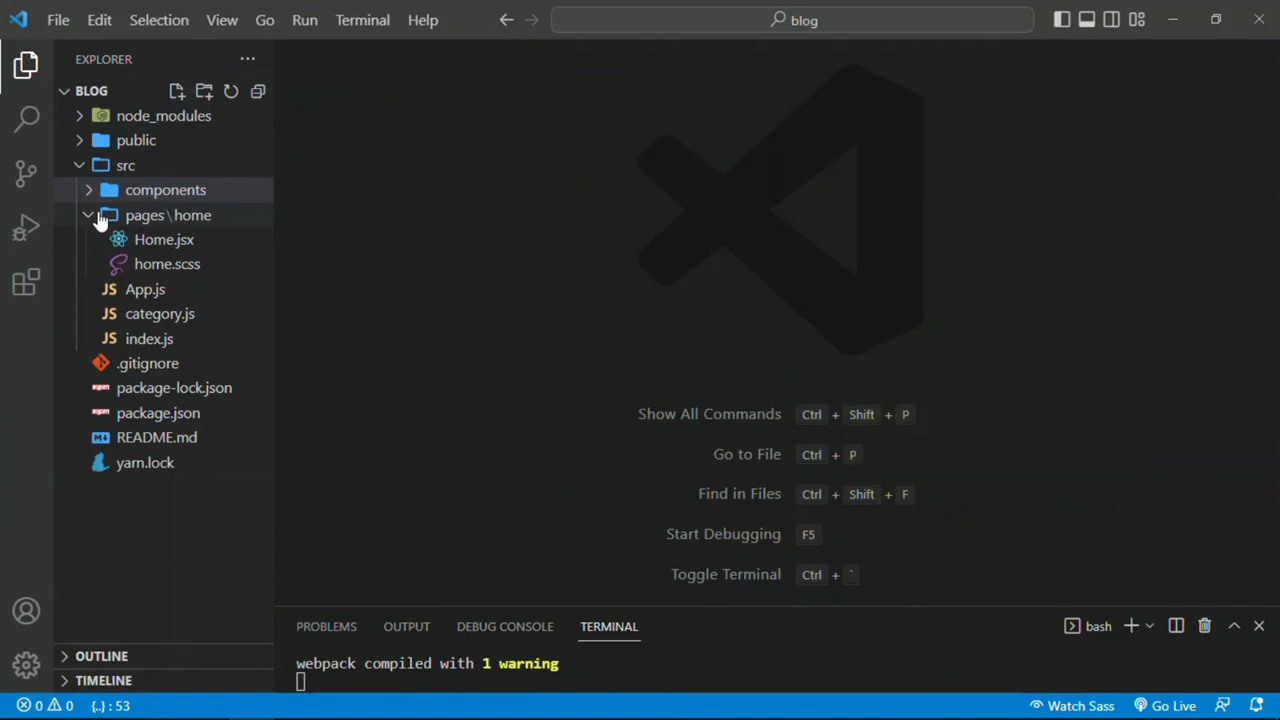 File Edit Selection View Go Run Terminal Help
blog
EXPLORER
BLOG
node_modules
public
src
components
pages\home
Home.jsx
home.scss
JS App.js
JS category.js
JS index.js
.gitignore
package-lock.json
package.json
README.md
yarn.lock
OUTLINE
TIMELINE
Show All Commands Ctrl + Shift + P
Go to File Ctrl + P
Find in Files Ctrl + Shift + F
Start Debugging F5
Toggle Terminal Ctrl + `
PROBLEMS OUTPUT DEBUG CONSOLE TERMINAL
bash
webpack compiled with 1 warning
0 0 {..} : 53
Watch Sass Go Live